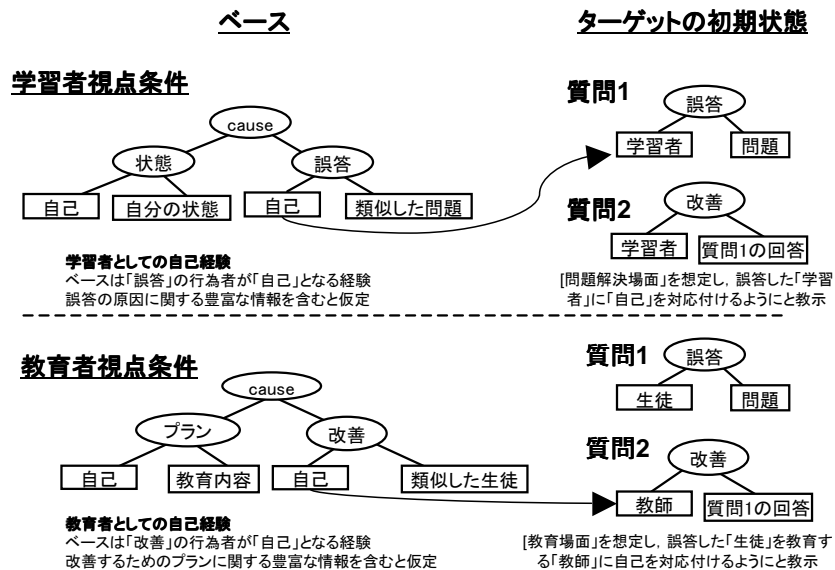 ベース
ターゲットの初期状態
学習者視点条件
cause
状態
誤答
自己
自分の状態
自己
類似した問題
学習者としての自己経験
ベースは「誤答」の行為者が「自己」となる経験
誤答の原因に関する豊富な情報を含むと仮定
質問1
誤答
学習者
問題
質問2
改善
学習者
質問1の回答
[問題解決場面]を想定し，誤答した「学習
者」に「自己」を対応付けるようにと教示
教育者視点条件
cause
プラン
改善
自己
教育内容
自己
類似した生徒
教育者としての自己経験
ベースは「改善」の行為者が「自己」となる経験
改善するためのプランに関する豊富な情報を含むと仮定
質問1
誤答
生徒
問題
質問2
改善
教師
質問1の回答
[教育場面]を想定し，誤答した「生徒」を教育す
る「教師」に自己を対応付けるようにと教示